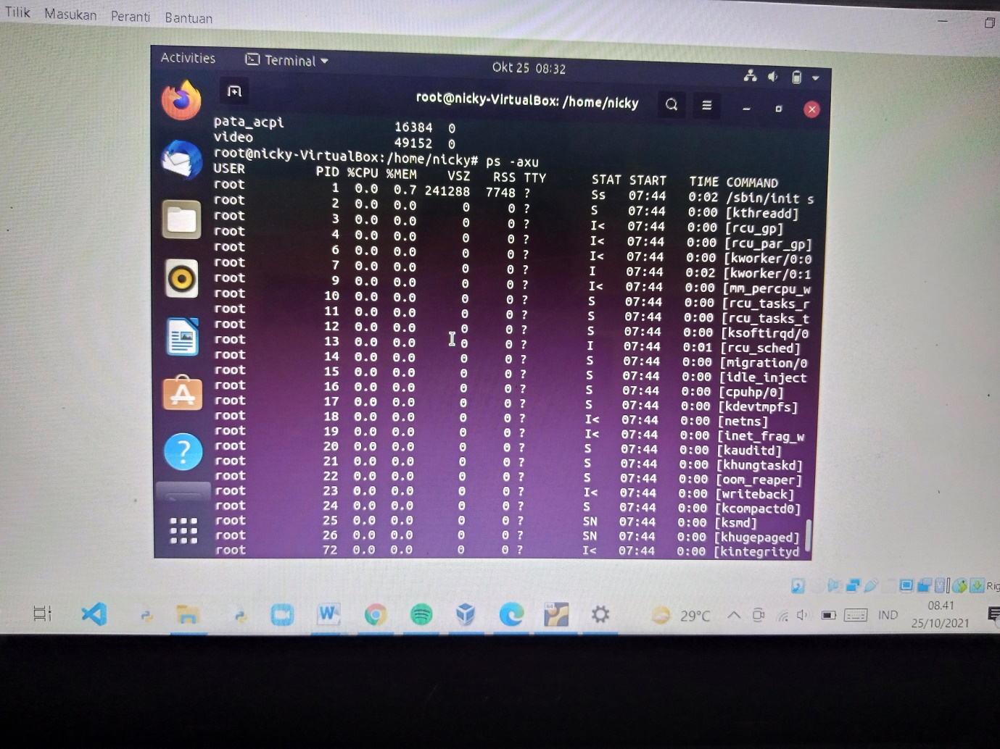 Tilik Masukan Peranti Bantuan
Activities Terminal Okt 25 08:32
root@nicky-VirtualBox: /home/nicky
pata_acpi 16384 0
video 49152 0
root@nicky-VirtualBox:/home/nicky# ps -axu
USER PID %CPU %MEM VSZ RSS TTY STAT START TIME COMMAND
root 1 0.0 0.7 241288 7748 ? Ss 07:44 0:02 /sbin/init s
root 2 0.0 0.0 0 0 ? S 07:44 0:00 [kthreadd]
root 3 0.0 0.0 0 0 ? I< 07:44 0:00 [rcu_gp]
root 4 0.0 0.0 0 0 ? I< 07:44 0:00 [rcu_par_gp]
root 6 0.0 0.0 0 0 ? I< 07:44 0:00 [kworker/0:0
root 7 0.0 0.0 0 0 ? I 07:44 0:02 [kworker/0:1
root 9 0.0 0.0 0 0 ? I< 07:44 0:00 [mm_percpu_w
root 10 0.0 0.0 0 0 ? S 07:44 0:00 [rcu_tasks_r
root 11 0.0 0.0 0 0 ? S 07:44 0:00 [rcu_tasks_t
root 12 0.0 0.0 0 0 ? S 07:44 0:00 [ksoftirqd/0
root 13 0.0 0.0 0 0 ? I 07:44 0:01 [rcu_sched]
root 14 0.0 0.0 0 0 ? S 07:44 0:00 [migration/0
root 15 0.0 0.0 0 0 ? S 07:44 0:00 [idle_inject
root 16 0.0 0.0 0 0 ? S 07:44 0:00 [cpuhp/0]
root 17 0.0 0.0 0 0 ? S 07:44 0:00 [kdevtmpfs]
root 18 0.0 0.0 0 0 ? I< 07:44 0:00 [netns]
root 19 0.0 0.0 0 0 ? I< 07:44 0:00 [inet_frag_w
root 20 0.0 0.0 0 0 ? S 07:44 0:00 [kauditd]
root 21 0.0 0.0 0 0 ? S 07:44 0:00 [khungtaskd]
root 22 0.0 0.0 0 0 ? S 07:44 0:00 [oom_reaper]
root 23 0.0 0.0 0 0 ? I< 07:44 0:00 [writeback]
root 24 0.0 0.0 0 0 ? S 07:44 0:00 [kcompactd0]
root 25 0.0 0.0 0 0 ? SN 07:44 0:00 [ksmd]
root 26 0.0 0.0 0 0 ? SN 07:44 0:00 [khugepaged]
root 72 0.0 0.0 0 0 ? I< 07:44 0:00 [kintegrityd
Rig
29°C IND 08.41
25/10/2021